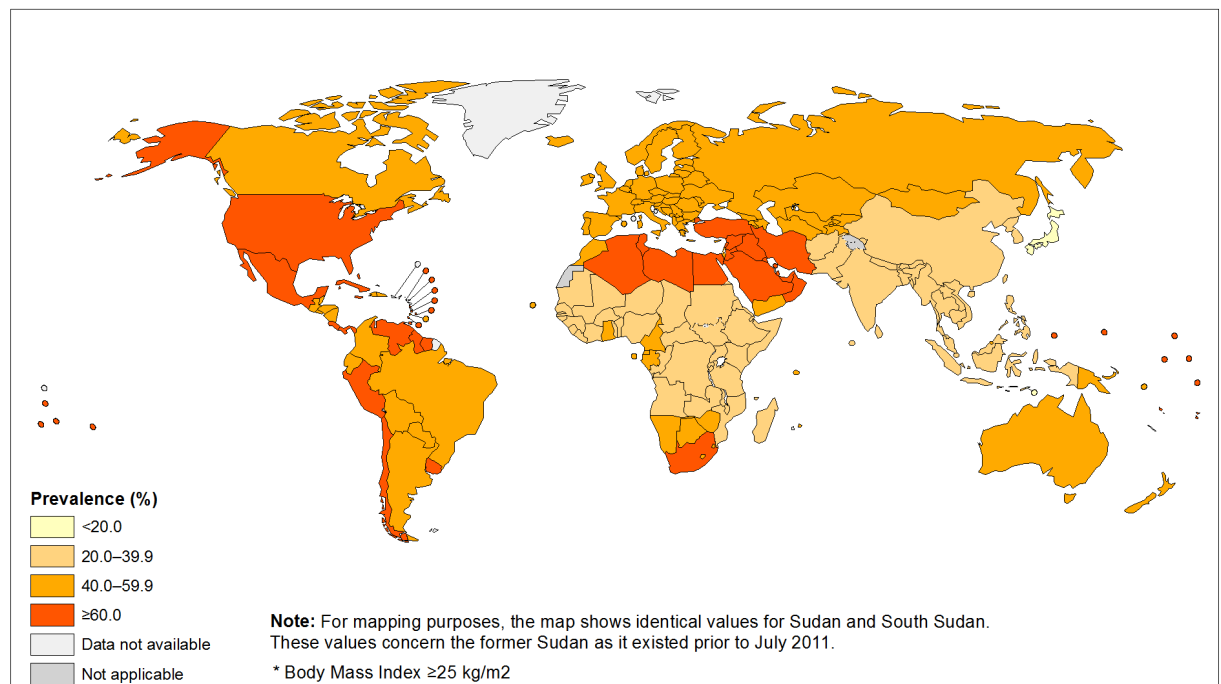 Prevalence (%)
<20.0
20.0–39.9
40.0–59.9
≥60.0
Data not available
Not applicable
Note: For mapping purposes, the map shows identical values for Sudan and South Sudan.
These values concern the former Sudan as it existed prior to July 2011.
* Body Mass Index ≥25 kg/m2